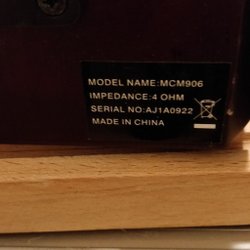 MODEL NAME:MCM906
IMPEDANCE:4 OHM
SERIAL NO:AJ1A0922
MADE IN CHINA